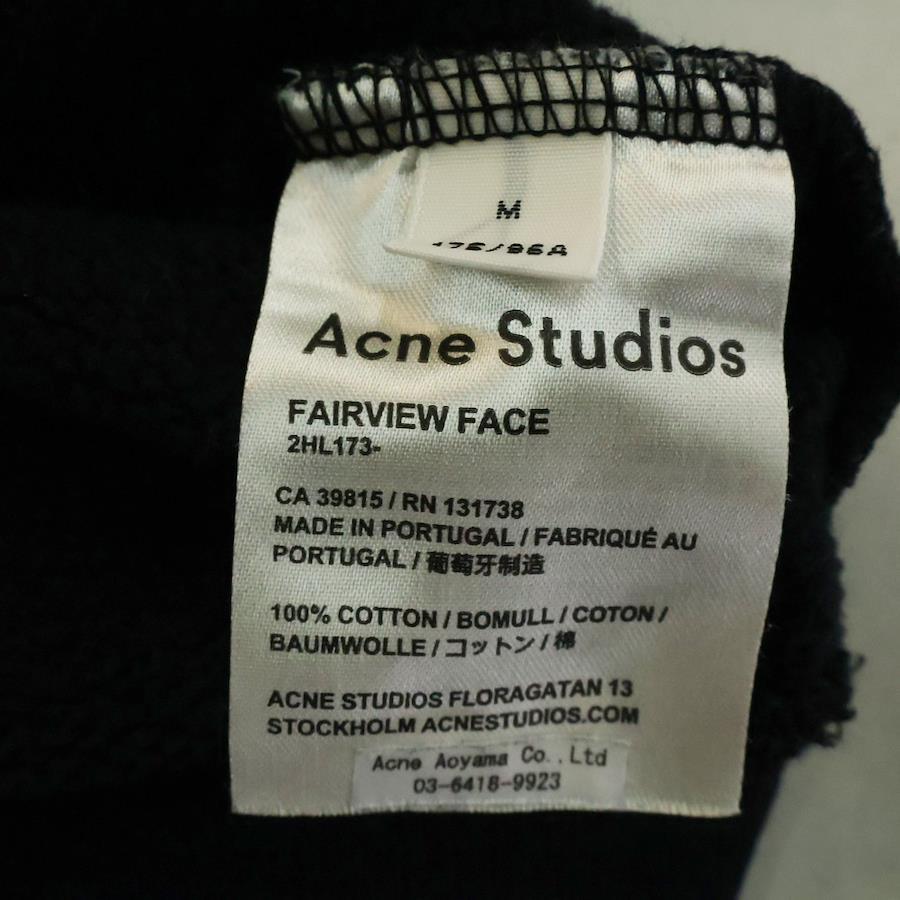 M
175/96A
Acne Studios
FAIRVIEW FACE
2HL173-
CA 39815 / RN 131738
MADE IN PORTUGAL / FABRIQUÉ AU
PORTUGAL / 葡萄牙制造
100% COTTON / BOMULL / COTON /
BAUMWOLLE / コットン / 棉
ACNE STUDIOS FLORAGATAN 13
STOCKHOLM ACNESTUDIOS.COM
Acne Aoyama Co.,Ltd
03-6418-9923